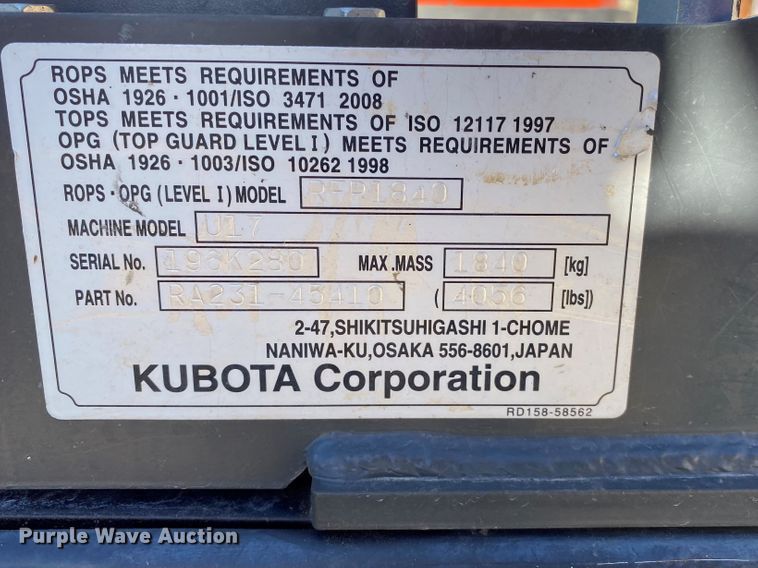 ROPS MEETS REQUIREMENTS OF
OSHA 1926・1001/ISO 3471 2008
TOPS MEETS REQUIREMENTS OF ISO 12117 1997
OPG (TOP GUARD LEVEL I) MEETS REQUIREMENTS OF
OSHA 1926・1003/ISO 10262 1998
ROPS・OPG (LEVEL I) MODEL
MACHINE MODEL U17
SERIAL No. 196K280 MAX.MASS 1840 [kg]
PART No. RA231-45410 (4056 [lbs])
2-47,SHIKITSUHIGASHI 1-CHOME
NANIWA-KU,OSAKA 556-8601,JAPAN
KUBOTA Corporation
RD158-58562
Purple Wave Auction